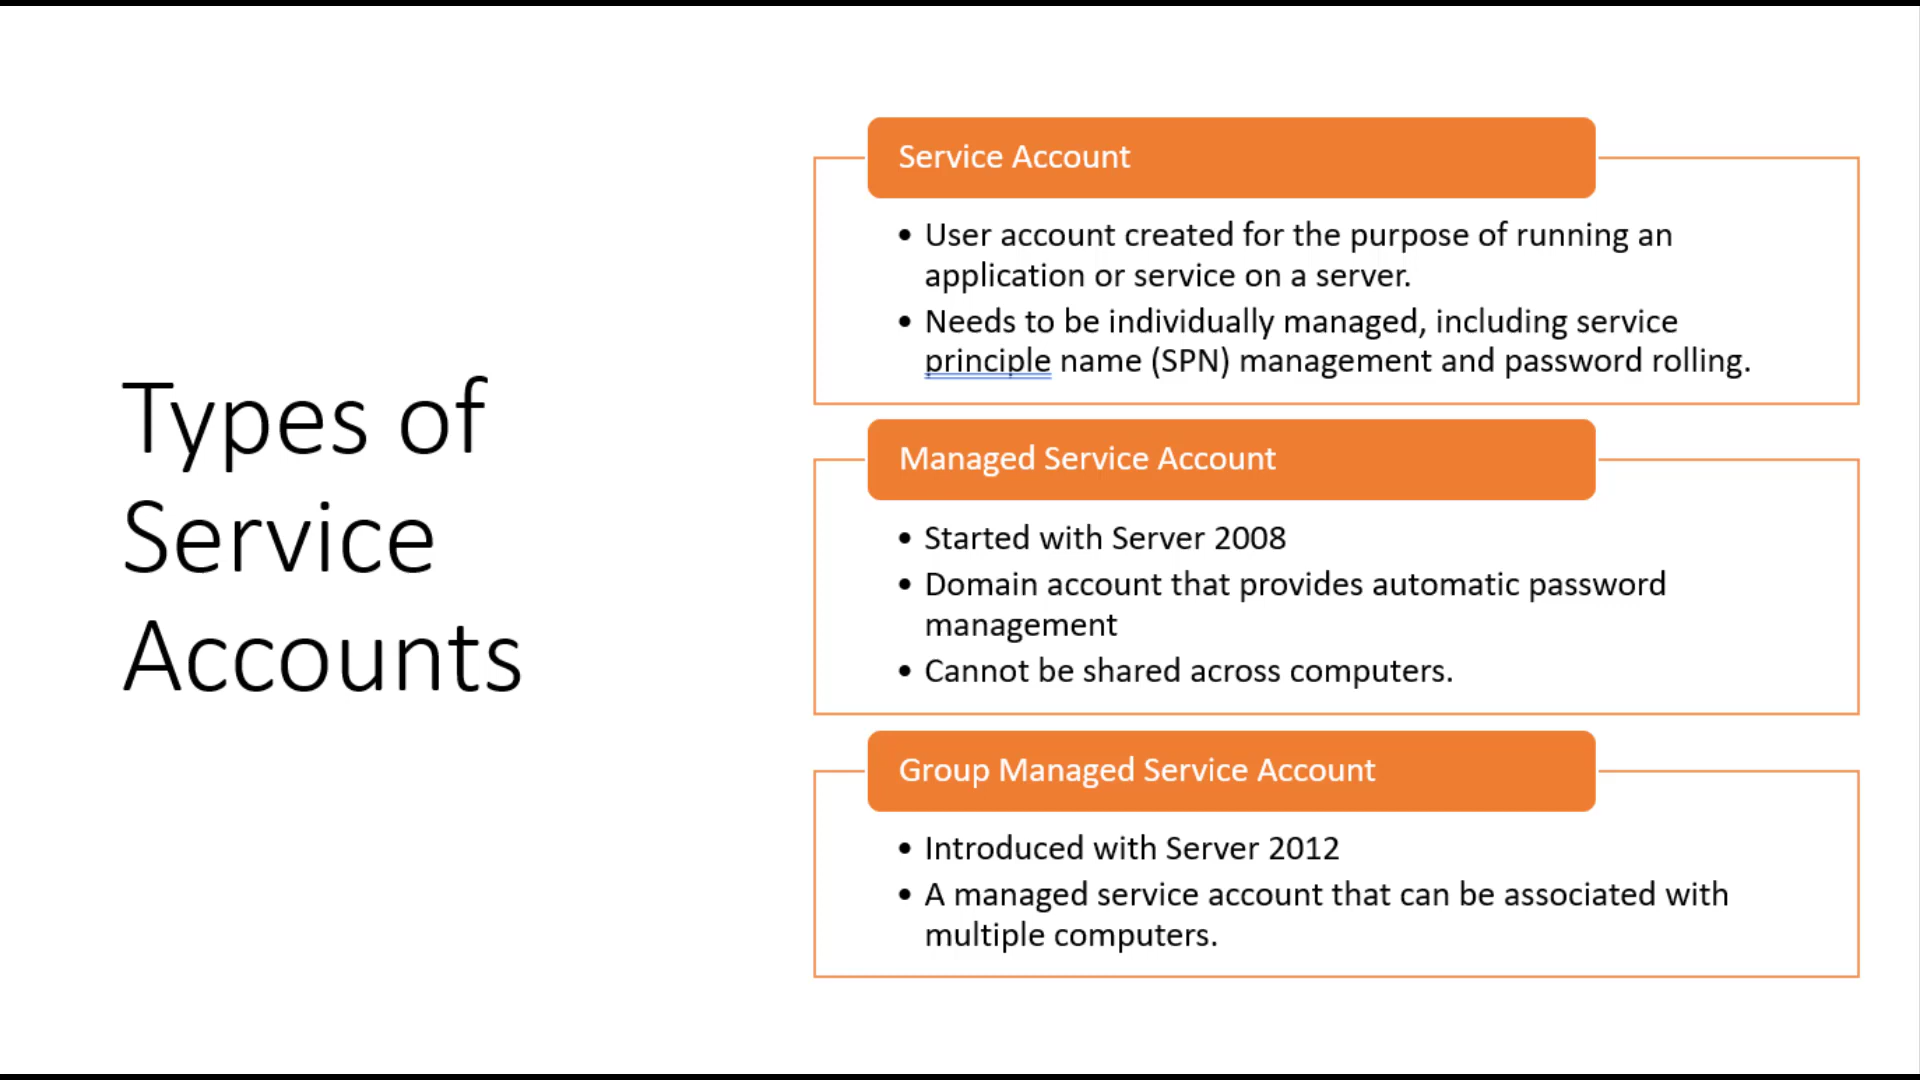 Types of
Service
Accounts
Service Account
• User account created for the purpose of running an
application or service on a server.
• Needs to be individually managed, including service
principle name (SPN) management and password rolling.
Managed Service Account
• Started with Server 2008
• Domain account that provides automatic password
management
• Cannot be shared across computers.
Group Managed Service Account
• Introduced with Server 2012
• A managed service account that can be associated with
multiple computers.